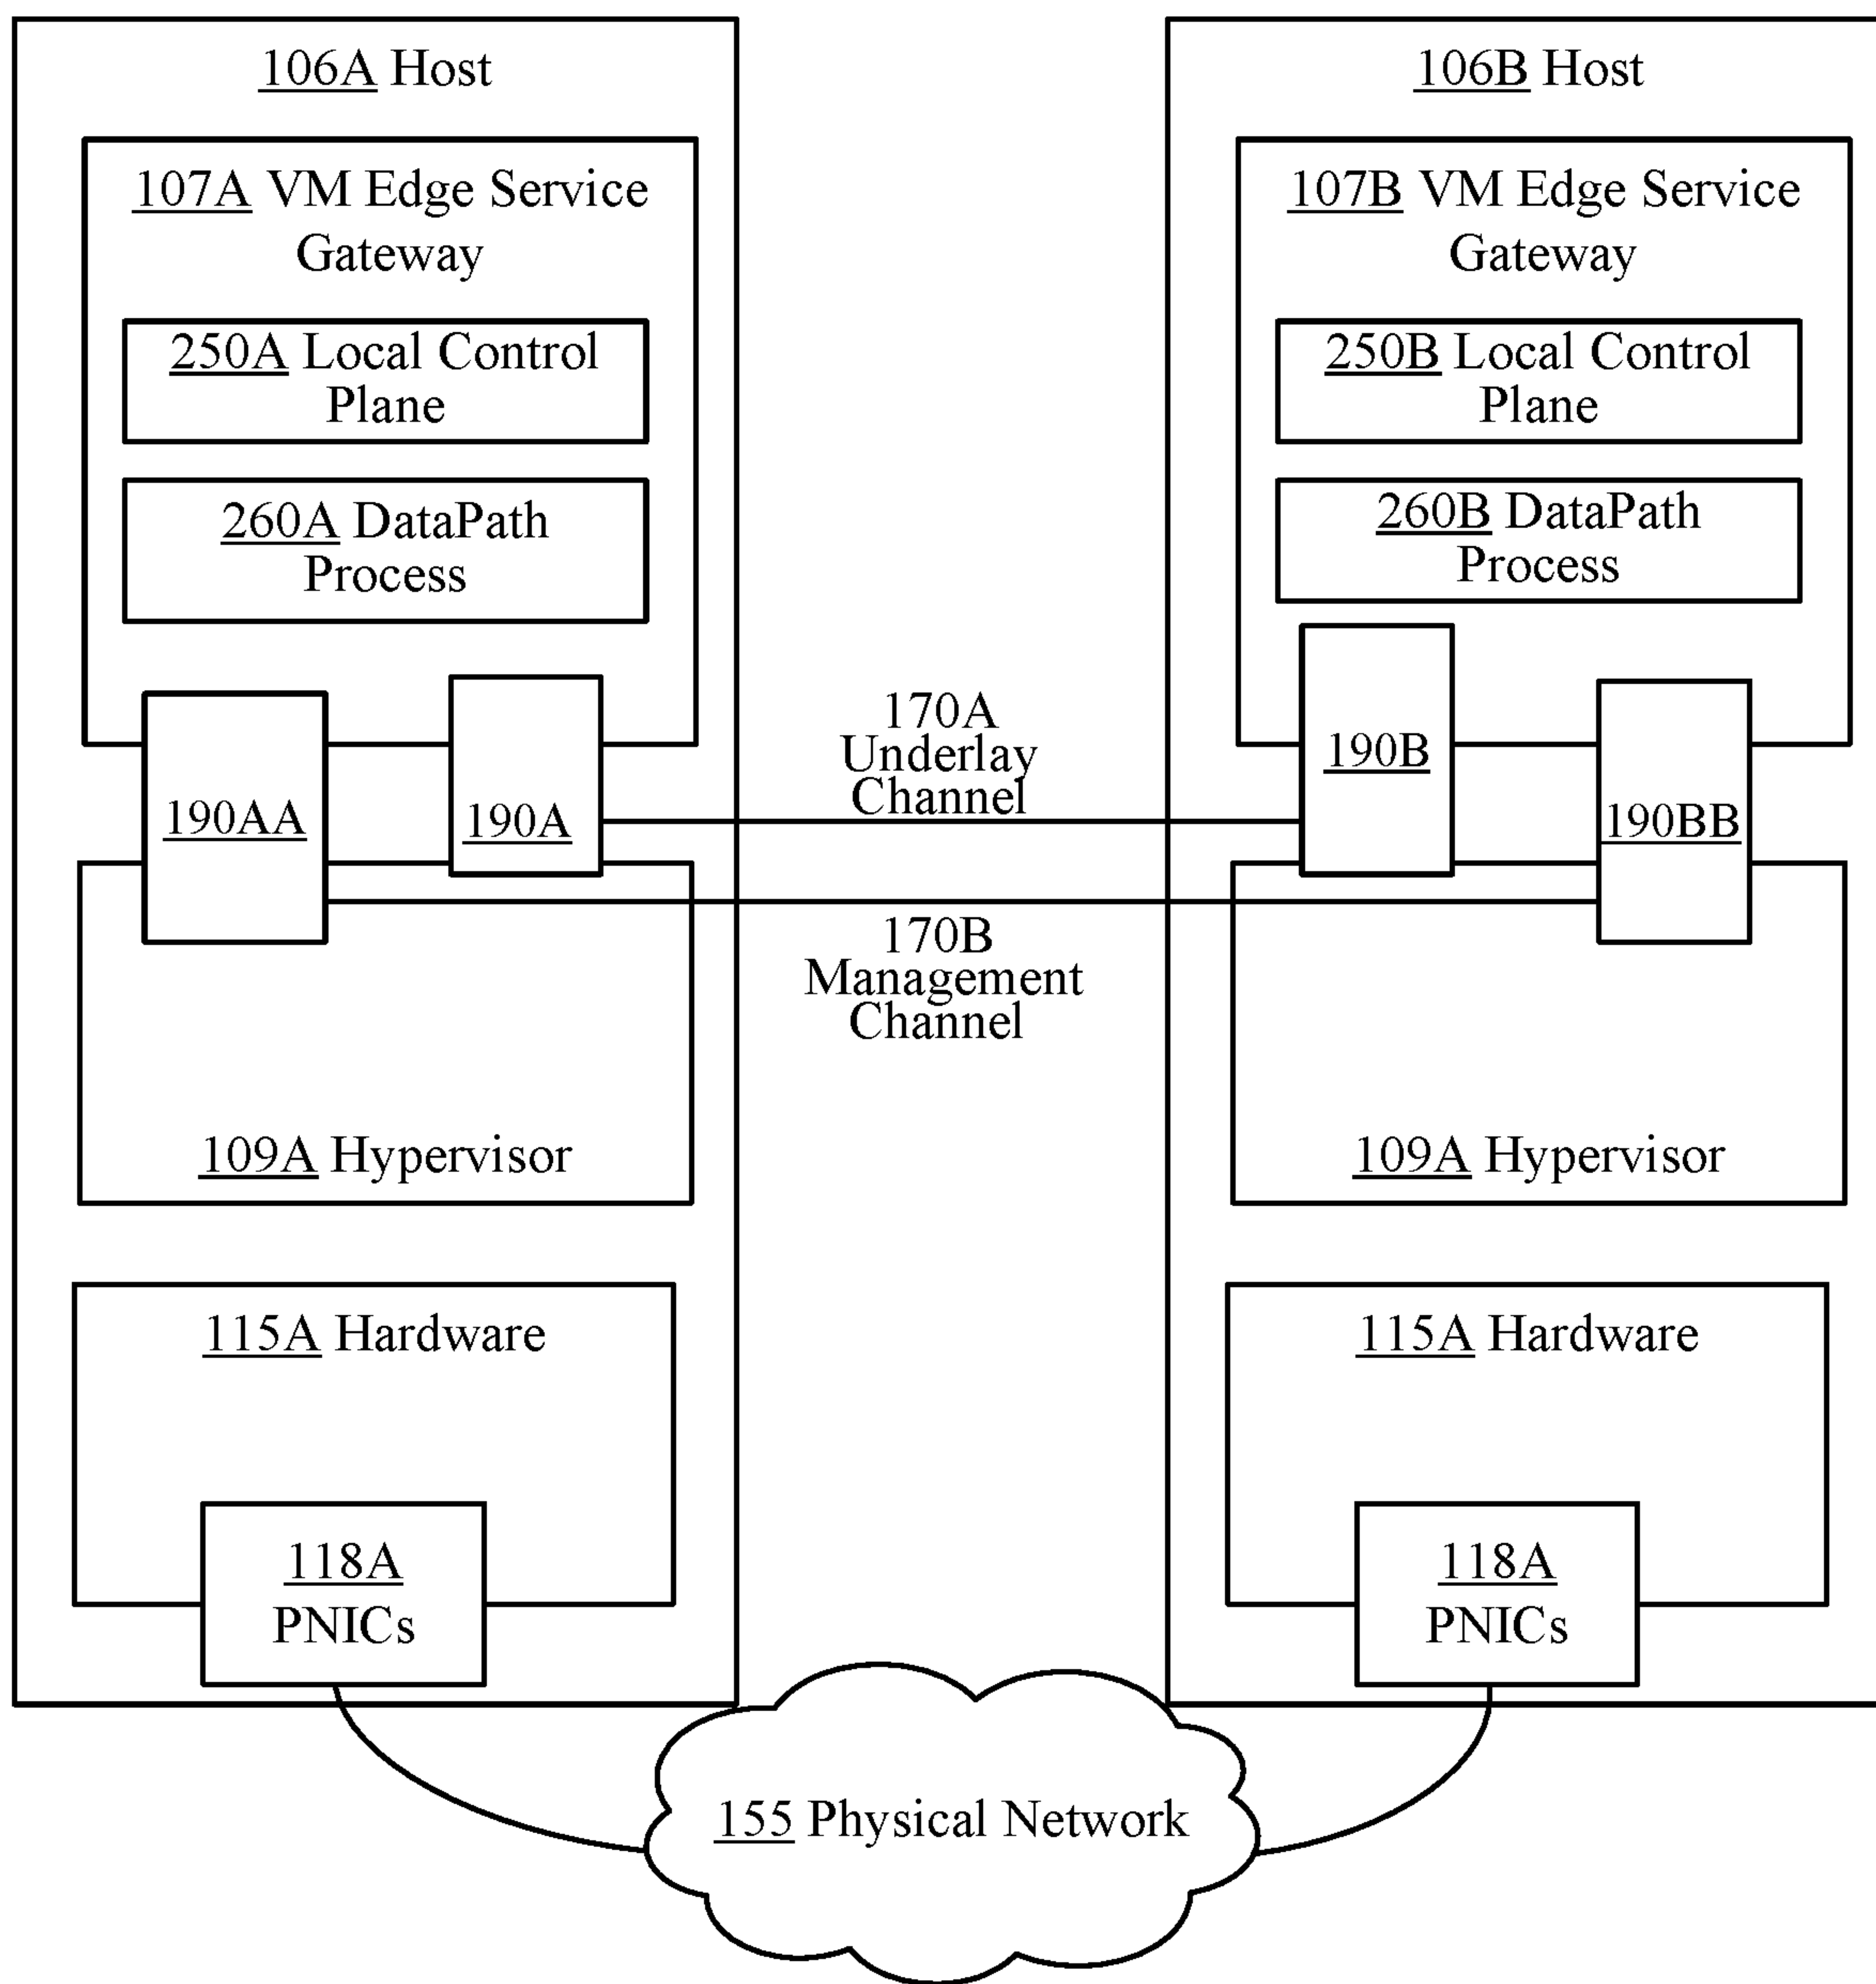 106A Host
107A VM Edge Service
Gateway
250A Local Control
Plane
260A DataPath
Process
190AA
190A
109A Hypervisor
115A Hardware
118A
PNICs
170A
Underlay
Channel
170B
Management
Channel
106B Host
107B VM Edge Service
Gateway
250B Local Control
Plane
260B DataPath
Process
190B
190BB
109A Hypervisor
115A Hardware
118A
PNICs
155 Physical Network